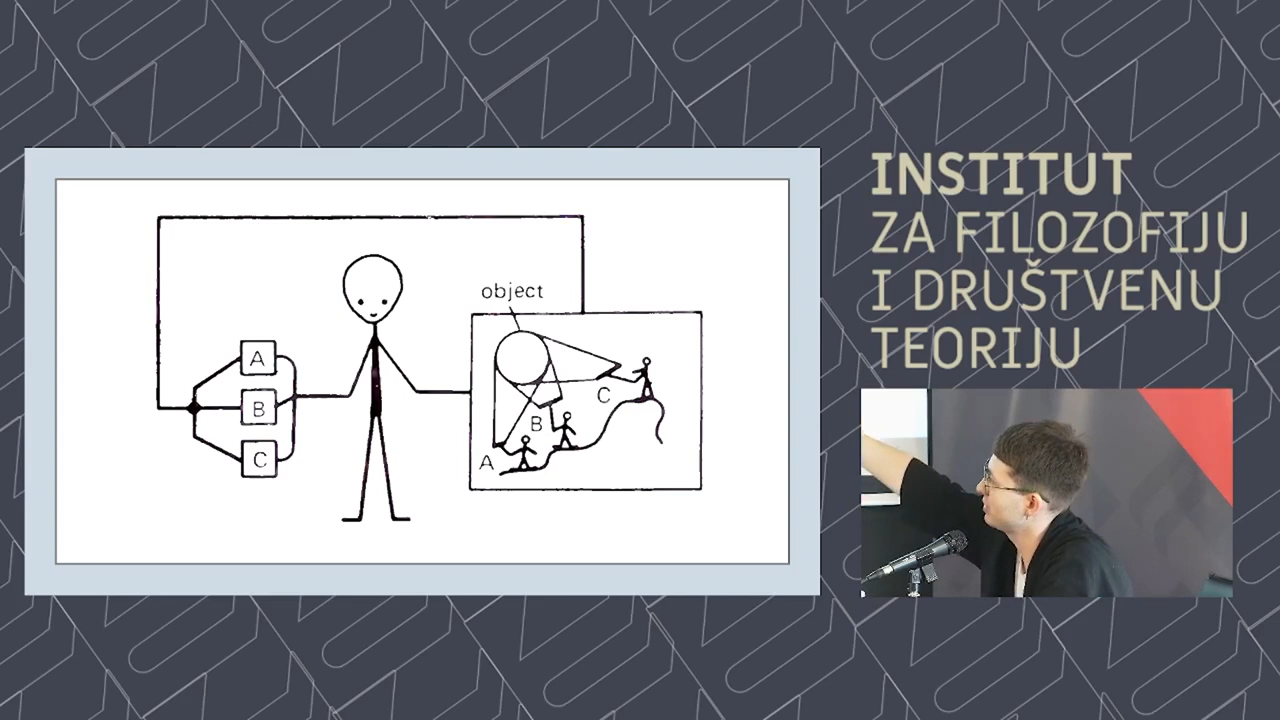 object
A
B
C
A
B
C
INSTITUT
ZA FILOZOFIJU
I DRUŠTVENU
TEORIJU